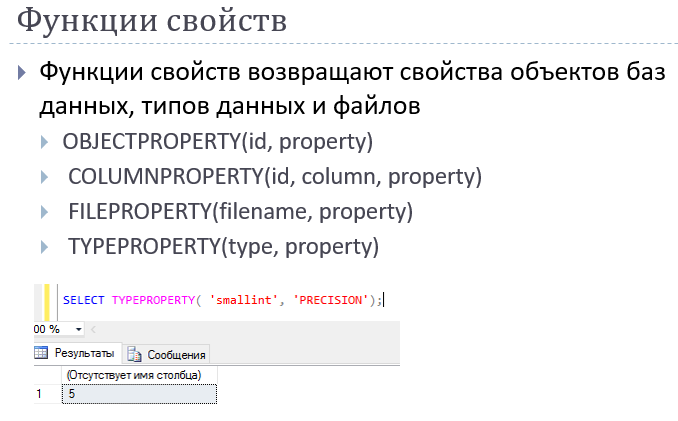 Функции свойств
Функции свойств возвращают свойства объектов баз
данных, типов данных и файлов
OBJECTPROPERTY(id, property)
COLUMNPROPERTY(id, column, property)
FILEPROPERTY(filename, property)
TYPEPROPERTY(type, property)
SELECT TYPEPROPERTY( 'smallint', 'PRECISION');
00 %
Результаты Сообщения
(Отсутствует имя столбца)
1 5